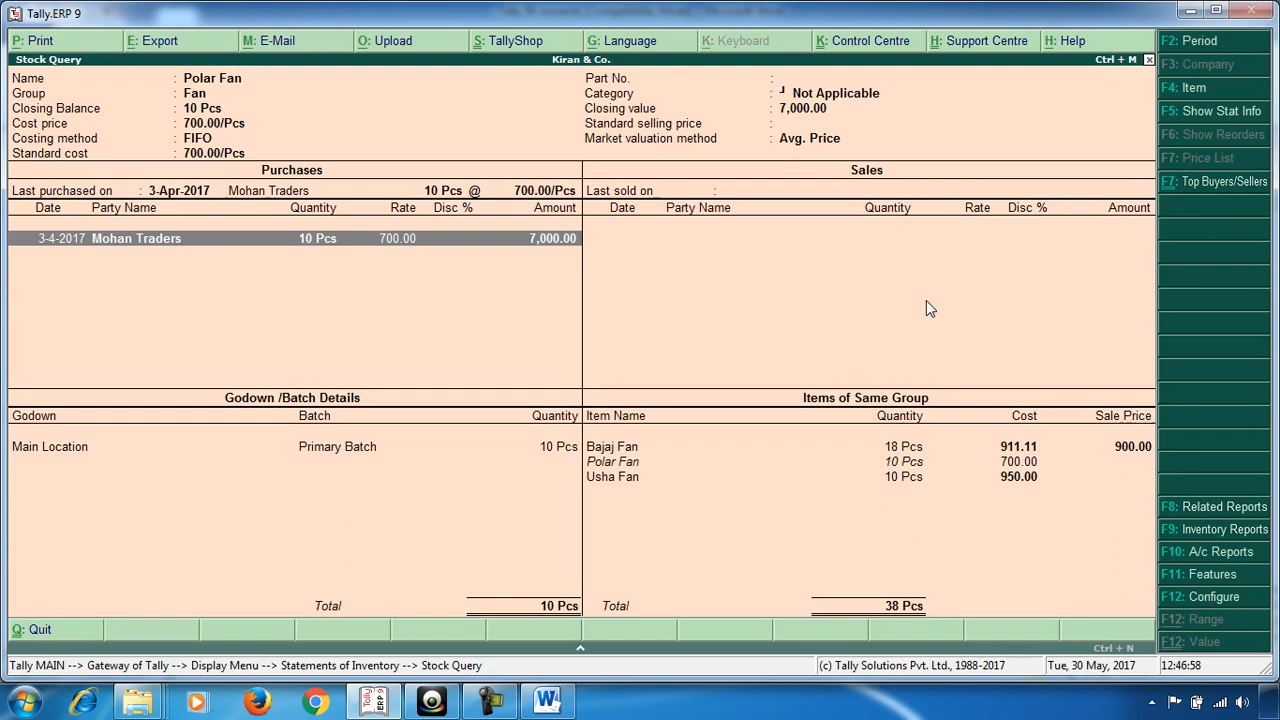 Tally.ERP 9
P: Print E: Export M: E-Mail O: Upload S: TallyShop G: Language K: Keyboard K: Control Centre H: Support Centre H: Help
Stock Query Kiran & Co. Ctrl + M
Name : Polar Fan Part No. :
Group : Fan Category : ┘ Not Applicable
Closing Balance : 10 Pcs Closing value : 7,000.00
Cost price : 700.00/Pcs Standard selling price :
Costing method : FIFO Market valuation method : Avg. Price
Standard cost : 700.00/Pcs
Purchases Sales
Last purchased on : 3-Apr-2017 Mohan Traders 10 Pcs @ 700.00/Pcs Last sold on :
Date Party Name Quantity Rate Disc % Amount Date Party Name Quantity Rate Disc % Amount
3-4-2017 Mohan Traders 10 Pcs 700.00 7,000.00
Godown /Batch Details Items of Same Group
Godown Batch Quantity Item Name Quantity Cost Sale Price
Main Location Primary Batch 10 Pcs Bajaj Fan 18 Pcs 911.11 900.00
Polar Fan 10 Pcs 700.00
Usha Fan 10 Pcs 950.00
Total 10 Pcs Total 38 Pcs
F2: Period
F3: Company
F4: Item
F5: Show Stat Info
F6: Show Reorders
F7: Price List
F7: Top Buyers/Sellers
F8: Related Reports
F9: Inventory Reports
F10: A/c Reports
F11: Features
F12: Configure
F12: Range
F12: Value
Q: Quit
Ctrl + N
Tally MAIN --> Gateway of Tally --> Display Menu --> Statements of Inventory --> Stock Query (c) Tally Solutions Pvt. Ltd., 1988-2017 Tue, 30 May, 2017 12:46:58